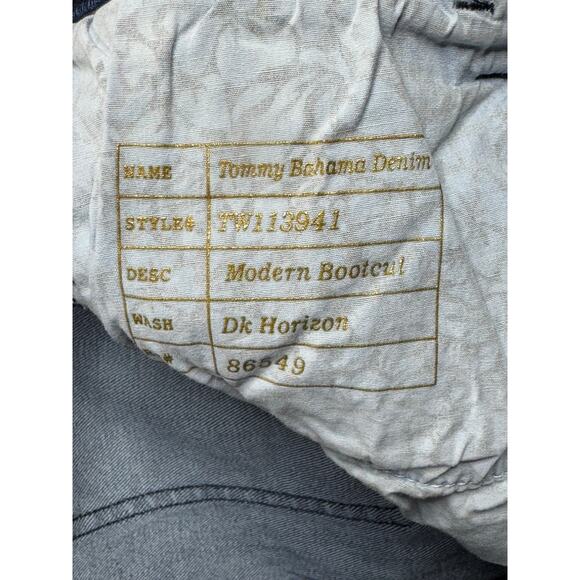 NAME Tommy Bahama Denim
STYLE# TW113941
DESC Modern Bootcut
WASH Dk Horizon
# 86549